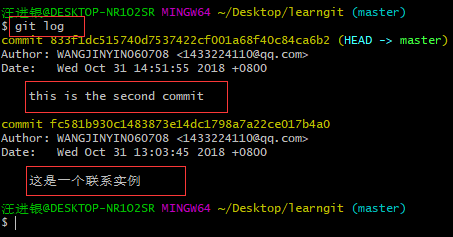 汪进银@DESKTOP-NR1O2SR MINGW64 ~/Desktop/learngit (master)
$ git log
commit 833f1dc515740d7537422cf001a68f40c84ca6b2 (HEAD -> master)
Author: WANGJINYIN060708 <1433224110@qq.com>
Date:   Wed Oct 31 14:51:55 2018 +0800
this is the second commit
commit fc581b930c1483873e14dc1798a7a22ce017b4a0
Author: WANGJINYIN060708 <1433224110@qq.com>
Date:   Wed Oct 31 13:03:45 2018 +0800
这是一个联系实例
汪进银@DESKTOP-NR1O2SR MINGW64 ~/Desktop/learngit (master)
$